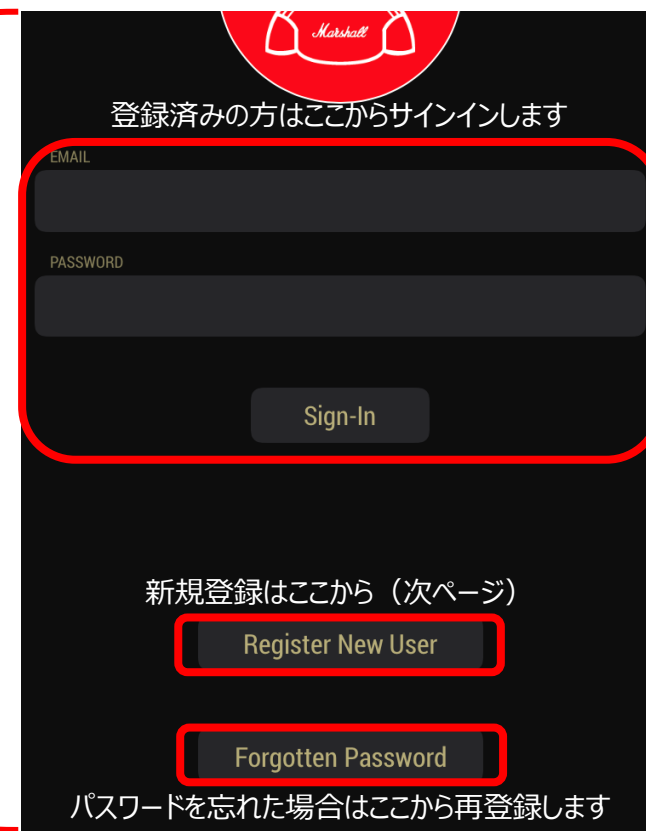 Marshall
登録済みの方はここからサインインします
EMAIL
PASSWORD
Sign-In
新規登録はここから（次ページ）
Register New User
Forgotten Password
パスワードを忘れた場合はここから再登録します